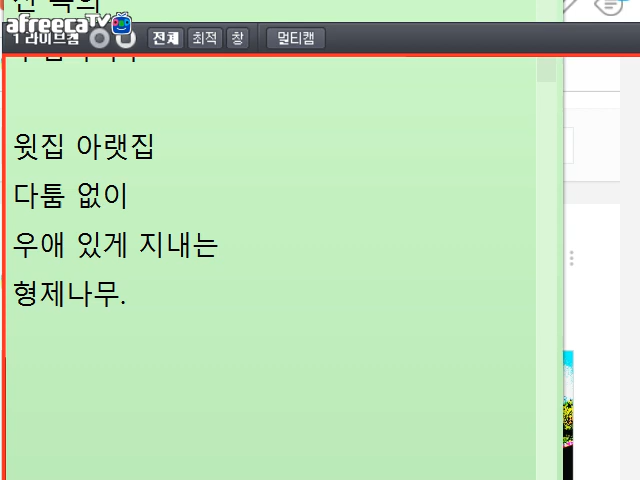 afreecaTV
1 라이브캠
전체
최적
창
멀티캠
윗집 아랫집
다툼 없이
우애 있게 지내는
형제나무.